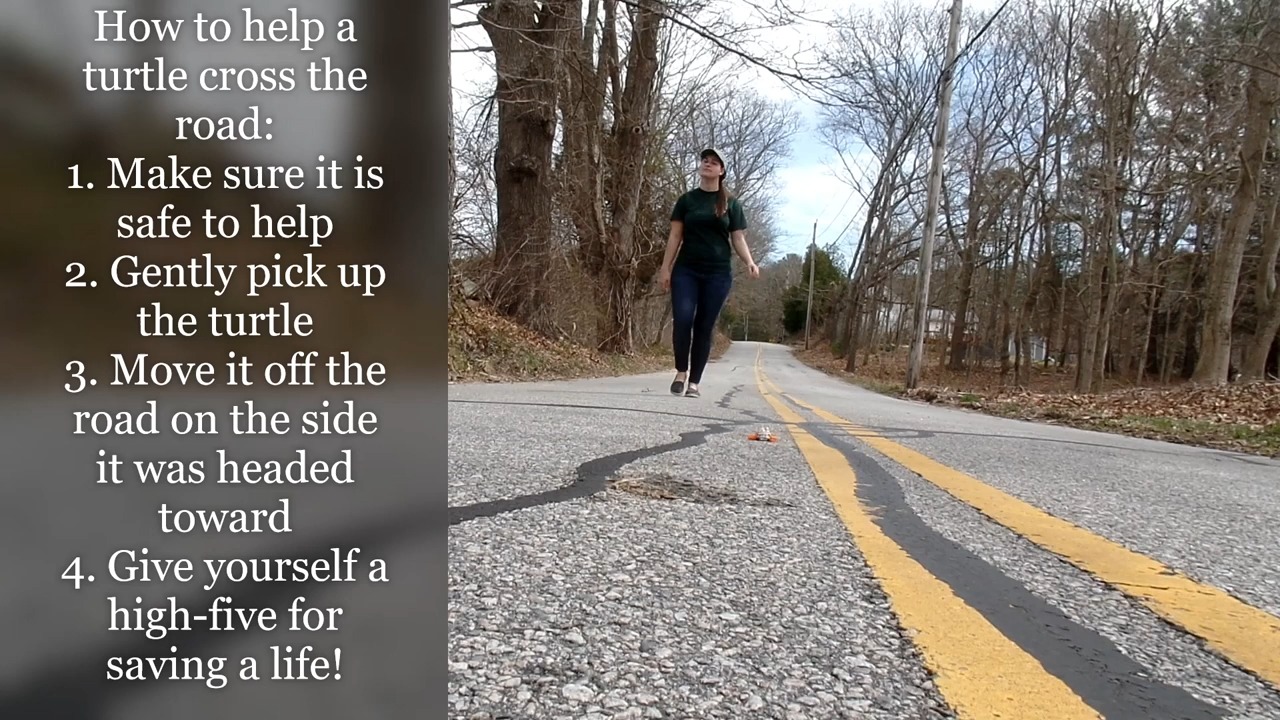 How to help a
turtle cross the
road:
1. Make sure it is
safe to help
2. Gently pick up
the turtle
3. Move it off the
road on the side
it was headed
toward
4. Give yourself a
high-five for
saving a life!